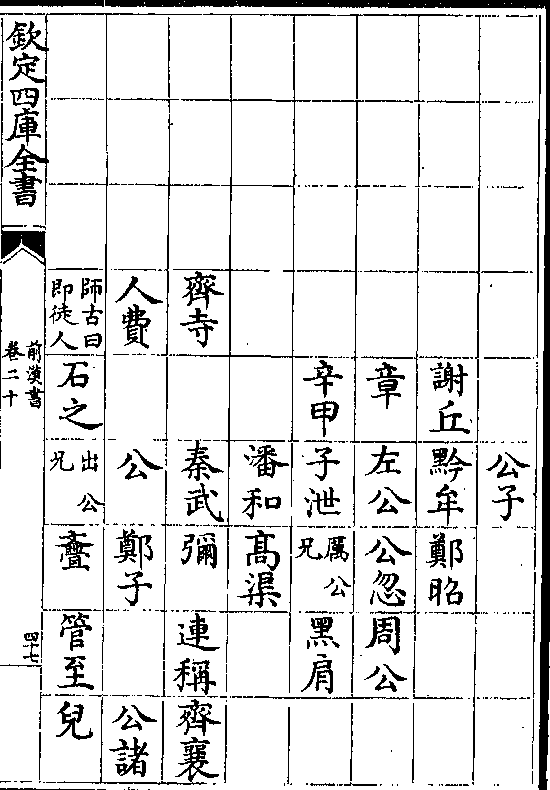 公子
謝丘
黔牟
鄭昭
章
左公
公忽
周公
辛甲
子泄
厲公
兄
黑肩
潘和
高渠
齊寺
秦武
彌
連稱
齊襄
人費
公
鄭子
公諸
師古曰
即徒人
石之
出公
兄
亹
管至
兒
欽定四庫全書
前漢書
卷二十
四十七